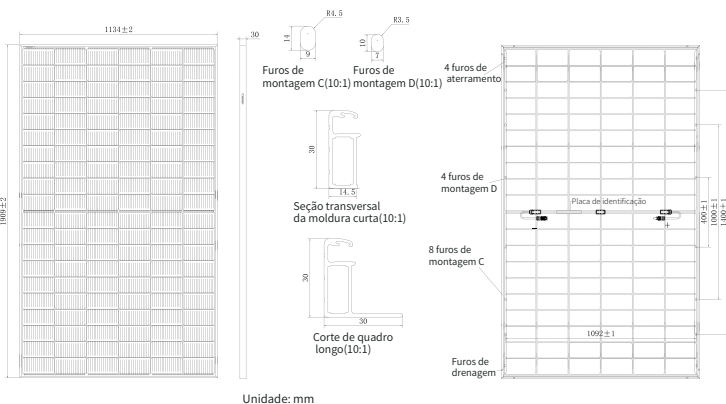 1134±2
30
R4.5
R3.5
14
9
10
7
Furos de
montagem C(10:1)
Furos de
montagem D(10:1)
4 furos de
aterramento
30
14.5
Seção transversal
da moldura curta(10:1)
4 furos de
montagem D
Placa de identificação
400±1
1000±1
1400±1
8 furos de
montagem C
30
30
Corte de quadro
longo(10:1)
1092±1
Furos de
drenagem
Unidade: mm